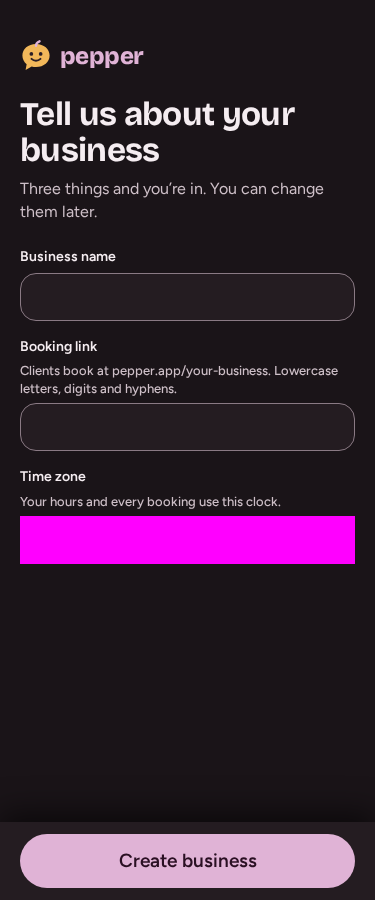 pepper
Tell us about your
business
Three things and you’re in. You can change
them later.
Business name
Booking link
Clients book at pepper.app/your-business. Lowercase
letters, digits and hyphens.
Time zone
Your hours and every booking use this clock.
Create business